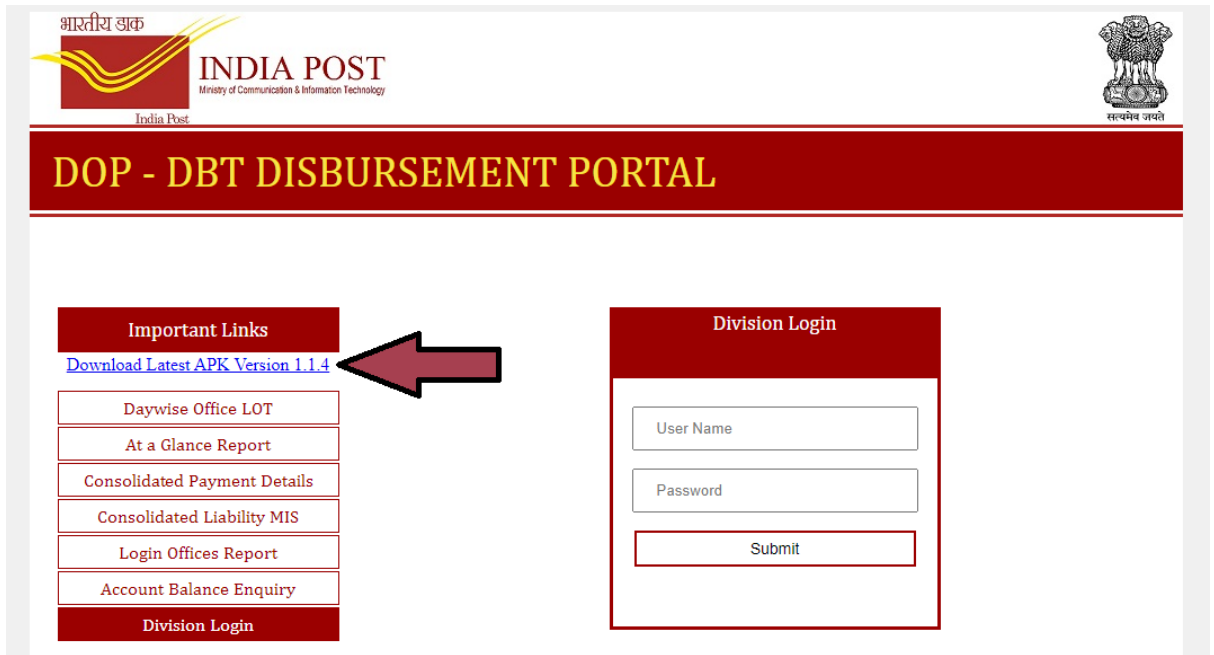 भारतीय डाक
INDIA POST
Ministry of Communication & Information Technology
India Post
सत्यमेव जयते
DOP - DBT DISBURSEMENT PORTAL
Important Links
Download Latest APK Version 1.1.4
Daywise Office LOT
At a Glance Report
Consolidated Payment Details
Consolidated Liability MIS
Login Offices Report
Account Balance Enquiry
Division Login
Division Login
User Name
Password
Submit